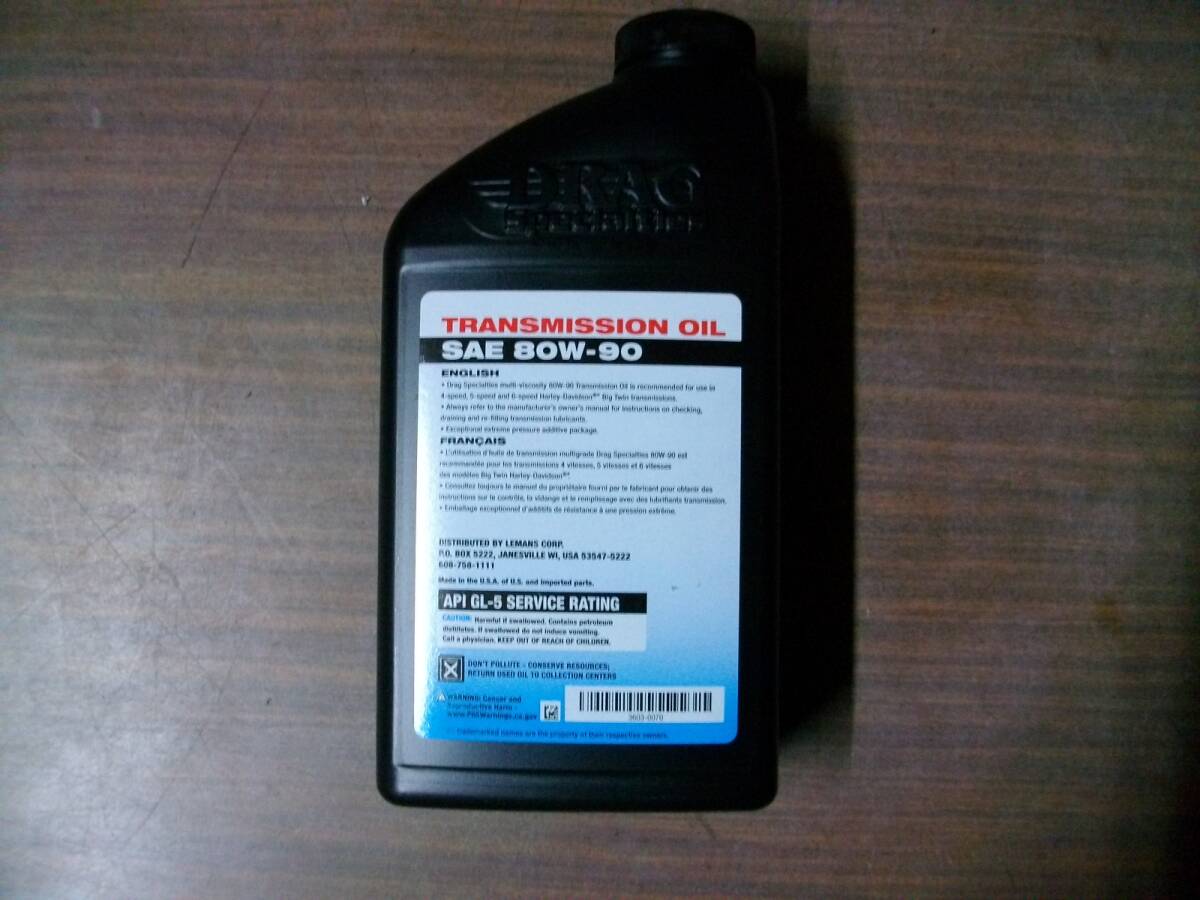 DRAG
Specialties
TRANSMISSION OIL
SAE 80W-90
ENGLISH
• Drag Specialties multi-viscosity 80W-90 Transmission Oil is recommended for use in
4-speed, 5-speed and 6-speed Harley-Davidson®* Big Twin transmissions.
• Always refer to the manufacturer's owner's manual for instructions on checking,
draining and re-filling transmission lubricants.
• Exceptional extreme pressure additive package.
FRANÇAIS
• L'utilisation d'huile de transmission multigrade Drag Specialties 80W-90 est
recommandée pour les transmissions 4 vitesses, 5 vitesses et 6 vitesses
des modèles Big Twin Harley-Davidson®*.
• Consultez toujours le manuel du propriétaire fourni par le fabricant pour obtenir des
instructions sur le contrôle, la vidange et le remplissage avec des lubrifiants transmission.
• Emballage exceptionnel d'additifs de résistance à une pression extrême.
DISTRIBUTED BY LEMANS CORP.
P.O. BOX 5222, JANESVILLE WI, USA 53547-5222
608-758-1111
Made in the U.S.A. of U.S. and imported parts.
API GL-5 SERVICE RATING
CAUTION: Harmful if swallowed. Contains petroleum
distillates. If swallowed do not induce vomiting.
Call a physician. KEEP OUT OF REACH OF CHILDREN.
DON'T POLLUTE - CONSERVE RESOURCES;
RETURN USED OIL TO COLLECTION CENTERS
WARNING: Cancer and
Reproductive Harm -
www.P65Warnings.ca.gov
3603-0070
trademarked names are the property of their respective owners.